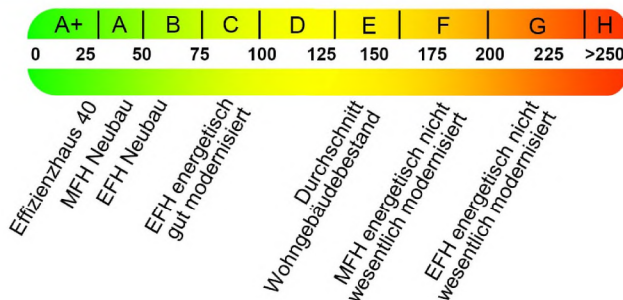 A+ A B C D E F G H
0 25 50 75 100 125 150 175 200 225 >250
Effizienzhaus 40
MFH Neubau
EFH Neubau
EFH energetisch
gut modernisiert
Durchschnitt
Wohngebäudebestand
MFH energetisch nicht
wesentlich modernisiert
EFH energetisch nicht
wesentlich modernisiert